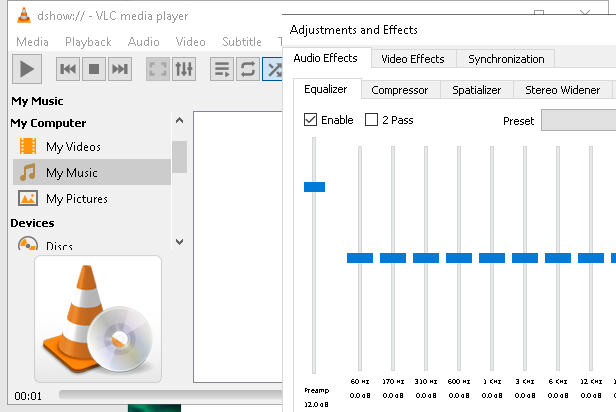 dshow:// - VLC media player
Media Playback Audio Video Subtitle T
My Music
My Computer
My Videos
My Music
My Pictures
Devices
Discs
00:01
Adjustments and Effects
Audio Effects Video Effects Synchronization
Equalizer Compressor Spatializer Stereo Widener
Enable 2 Pass Preset
60 Hz 170 Hz 310 Hz 600 Hz 1 KHz 3 KHz 6 KHz 12 KHz
Preamp 0.0 dB 0.0 dB 0.0 dB 0.0 dB 0.0 dB 0.0 dB 0.0 dB 0.0 dB
12.0 dB